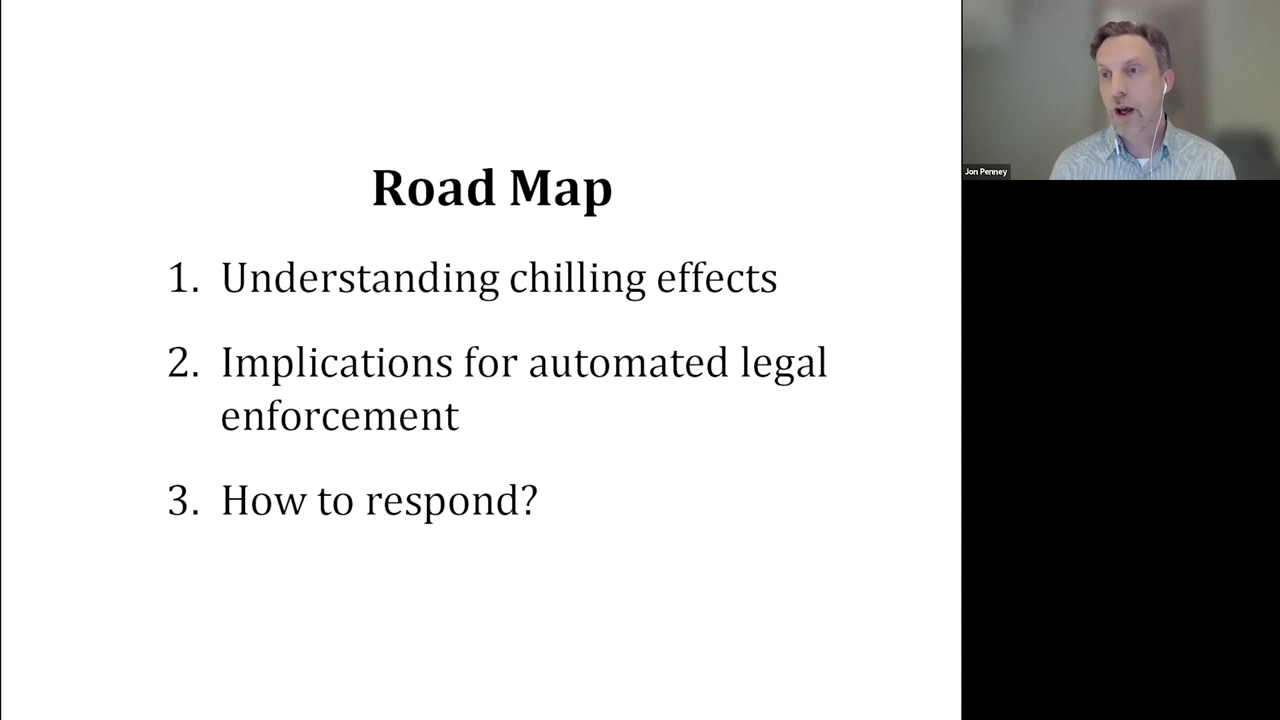 Road Map
1. Understanding chilling effects
2. Implications for automated legal
enforcement
3. How to respond?
Jon Penney